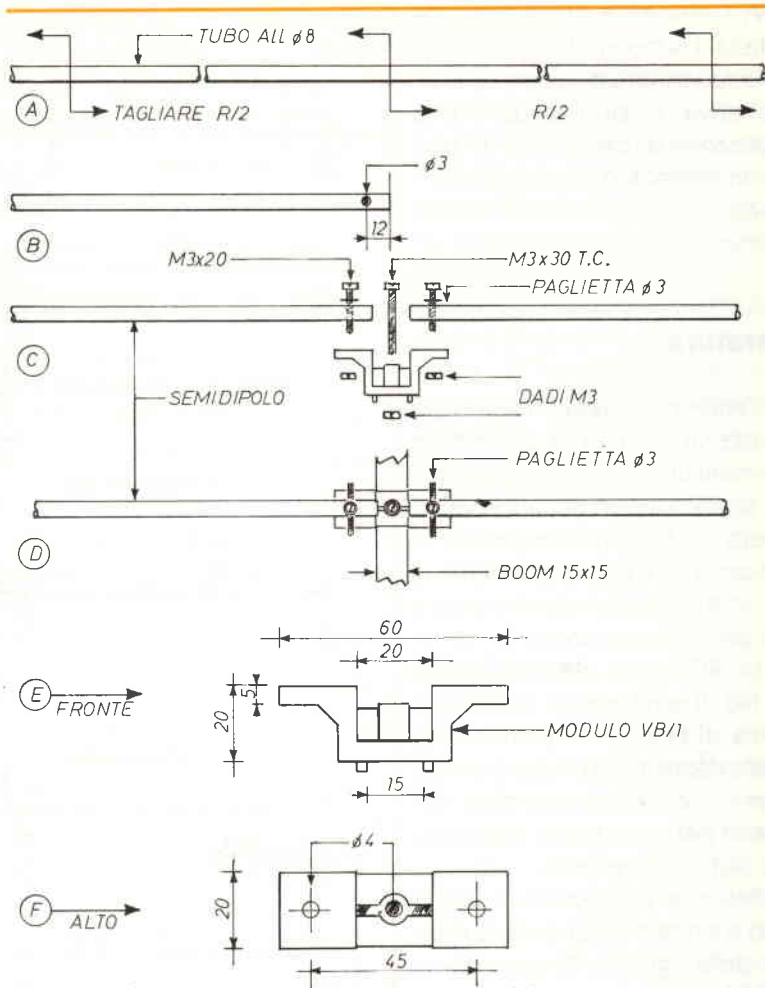 TUBO ALL ø8
A
TAGLIARE R/2
R/2
ø3
B
12
M3x20
M3x30 T.C.
PAGLIETTA ø3
C
SEMIDIPOLO
DADI M3
PAGLIETTA ø3
D
BOOM 15x15
60
20
E
FRONTE
20
5
MODULO VB/1
15
ø4
F
ALTO
20
45